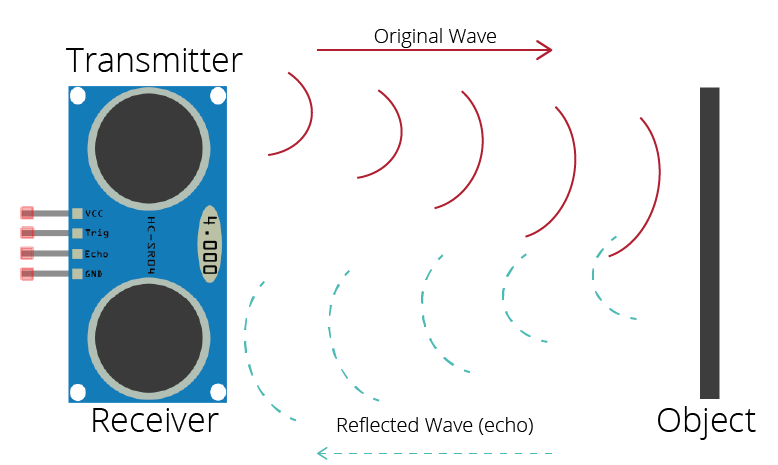 Original Wave
Transmitter
VCC
Trig
Echo
GND
HC-SR04
4.000
Receiver
Reflected Wave (echo)
Object